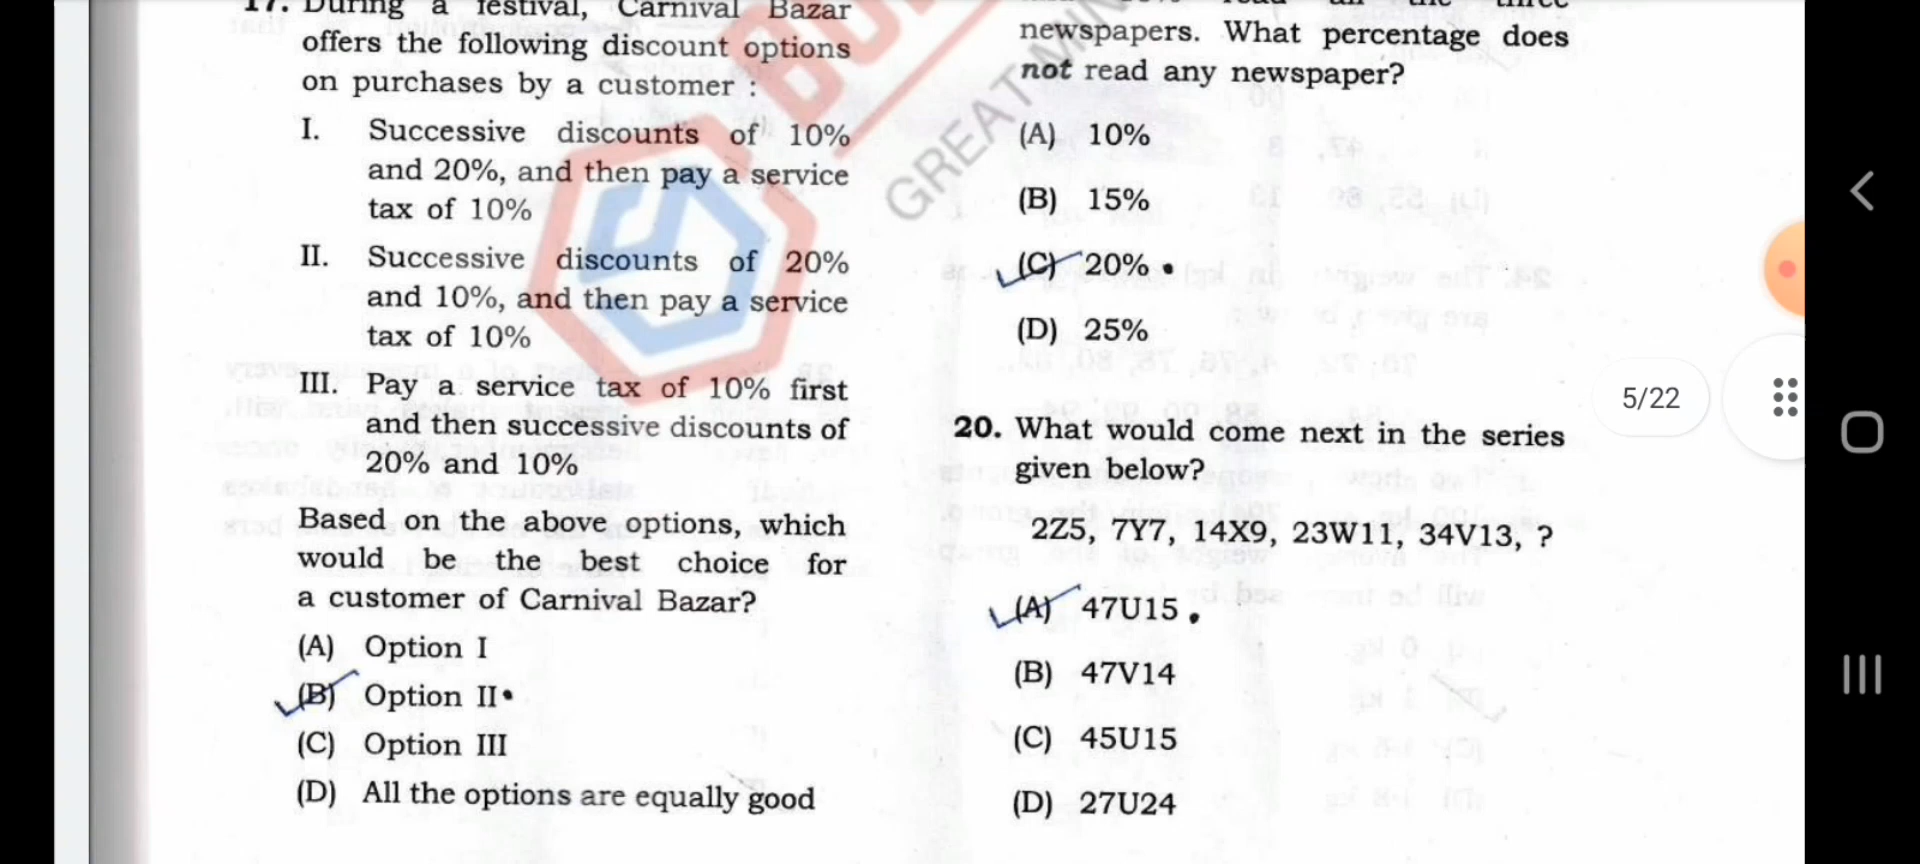 17. During a festival, Carnival Bazar
offers the following discount options
on purchases by a customer :
I. Successive discounts of 10%
and 20%, and then pay a service
tax of 10%
II. Successive discounts of 20%
and 10%, and then pay a service
tax of 10%
III. Pay a service tax of 10% first
and then successive discounts of
20% and 10%
Based on the above options, which
would be the best choice for
a customer of Carnival Bazar?
(A) Option I
(B) Option II
(C) Option III
(D) All the options are equally good
newspapers. What percentage does
not read any newspaper?
(A) 10%
(B) 15%
(C) 20%
(D) 25%
20. What would come next in the series
given below?
2Z5, 7Y7, 14X9, 23W11, 34V13, ?
(A) 47U15
(B) 47V14
(C) 45U15
(D) 27U24
GREAT
5/22